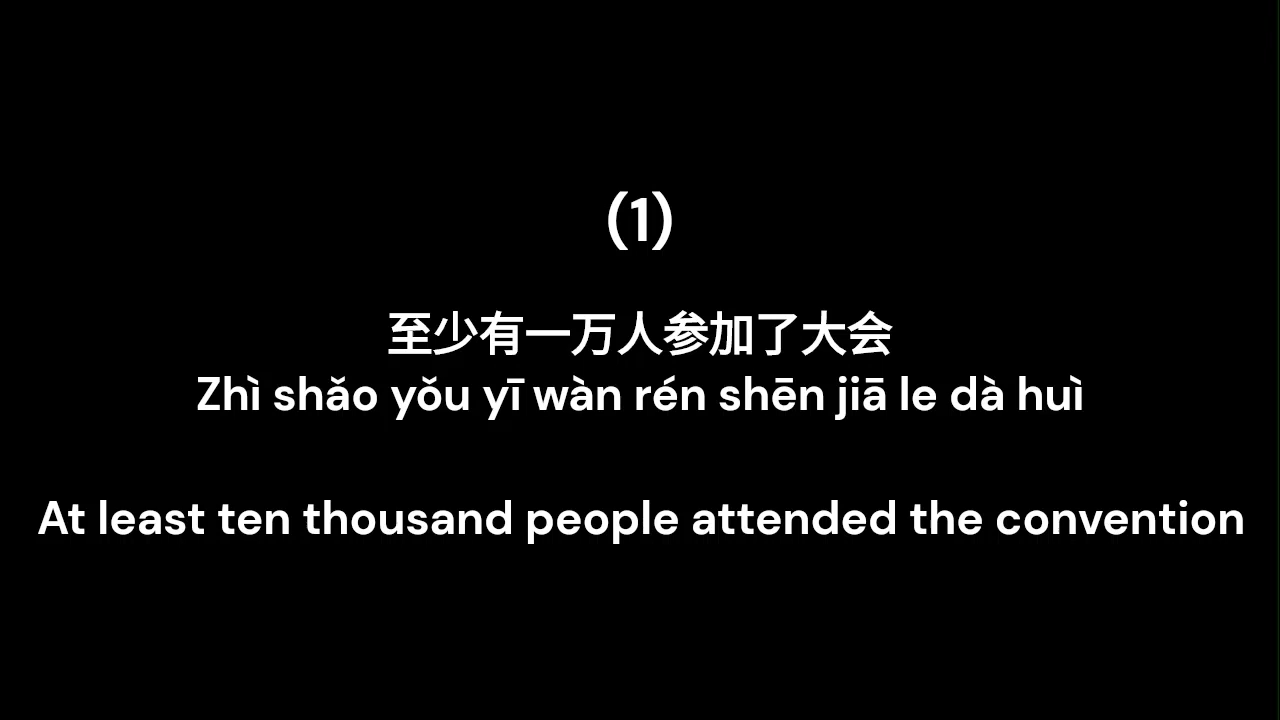 (1)
至少有一万人参加了大会
Zhì shǎo yǒu yī wàn rén shēn jiā le dà huì
At least ten thousand people attended the convention